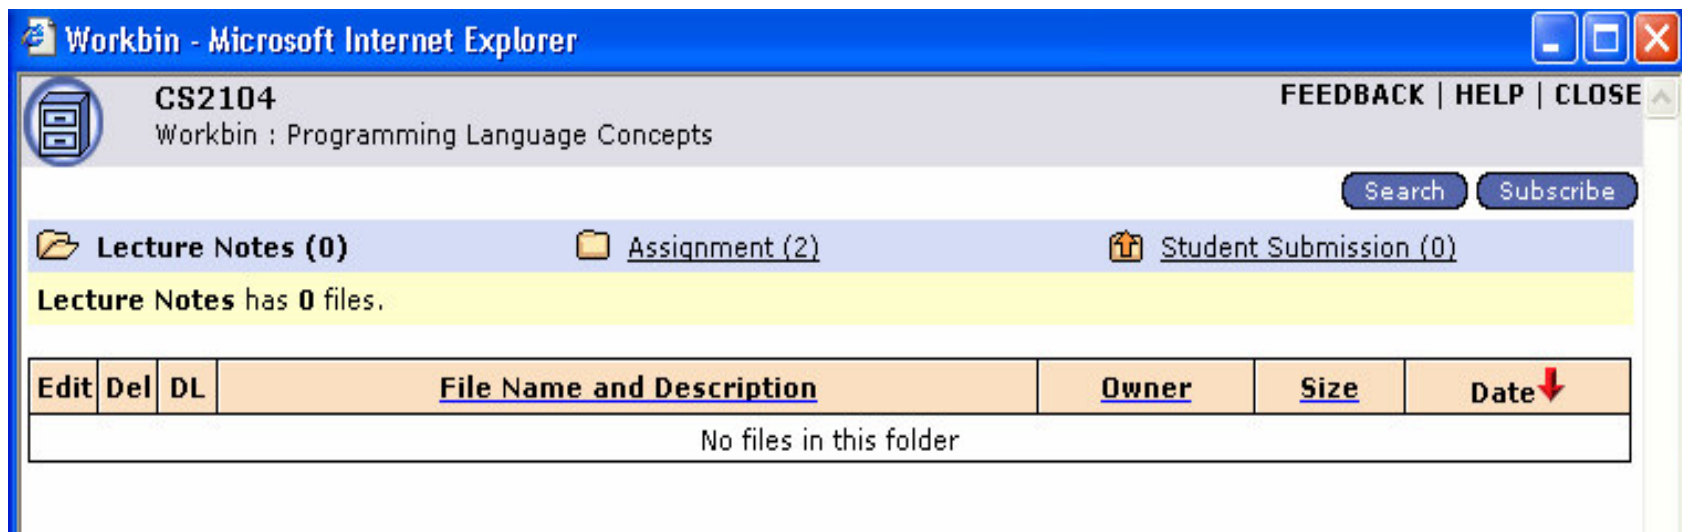 Workbin - Microsoft Internet Explorer
CS2104
FEEDBACK | HELP | CLOSE
Workbin : Programming Language Concepts
Search Subscribe
Lecture Notes (0) Assignment (2) Student Submission (0)
Lecture Notes has 0 files.
Edit Del DL File Name and Description Owner Size Date
No files in this folder